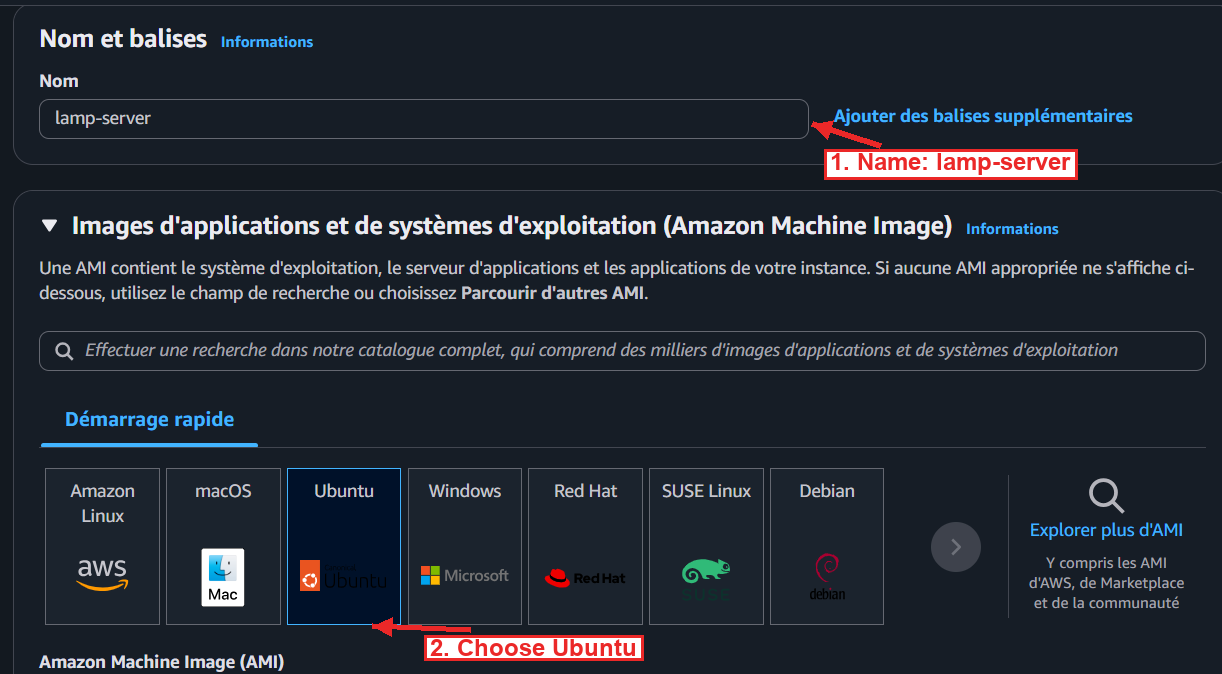 Nom et balises Informations
Nom
lamp-server
Ajouter des balises supplémentaires
1. Name: lamp-server
Images d'applications et de systèmes d'exploitation (Amazon Machine Image) Informations
Une AMI contient le système d'exploitation, le serveur d'applications et les applications de votre instance. Si aucune AMI appropriée ne s'affiche ci-
dessous, utilisez le champ de recherche ou choisissez Parcourir d'autres AMI.
Effectuer une recherche dans notre catalogue complet, qui comprend des milliers d'images d'applications et de systèmes d'exploitation
Démarrage rapide
Amazon
Linux
aws
macOS
Mac
Ubuntu
Ubuntu
Windows
Microsoft
Red Hat
Red Hat
SUSE Linux
SUSE
Debian
debian
Explorer plus d'AMI
Y compris les AMI
d'AWS, de Marketplace
et de la communauté
2. Choose Ubuntu
Amazon Machine Image (AMI)